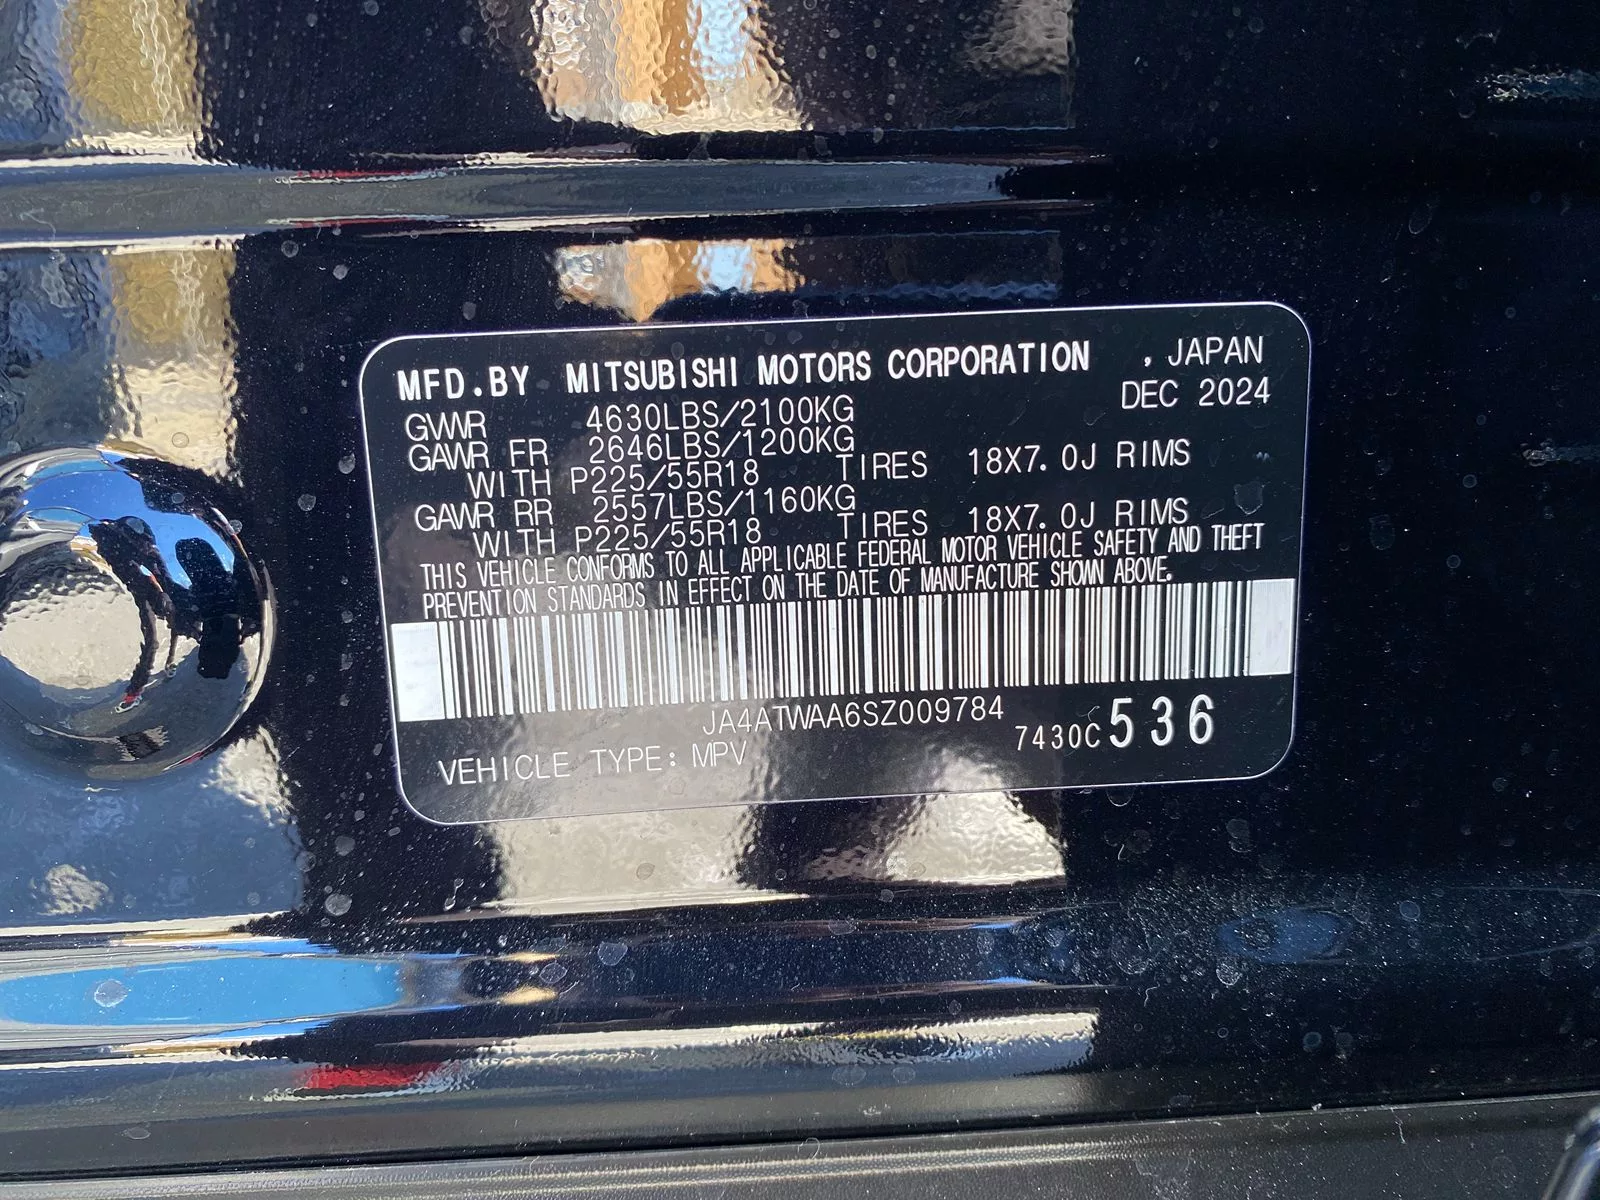 MFD.BY MITSUBISHI MOTORS CORPORATION , JAPAN
DEC 2024
GVWR 4630LBS/2100KG
GAWR FR 2646LBS/1200KG
WITH P225/55R18 TIRES 18X7.0J RIMS
GAWR RR 2557LBS/1160KG
WITH P225/55R18 TIRES 18X7.0J RIMS
THIS VEHICLE CONFORMS TO ALL APPLICABLE FEDERAL MOTOR VEHICLE SAFETY AND THEFT
PREVENTION STANDARDS IN EFFECT ON THE DATE OF MANUFACTURE SHOWN ABOVE.
JA4ATWAA6SZ009784
7430C536
VEHICLE TYPE: MPV